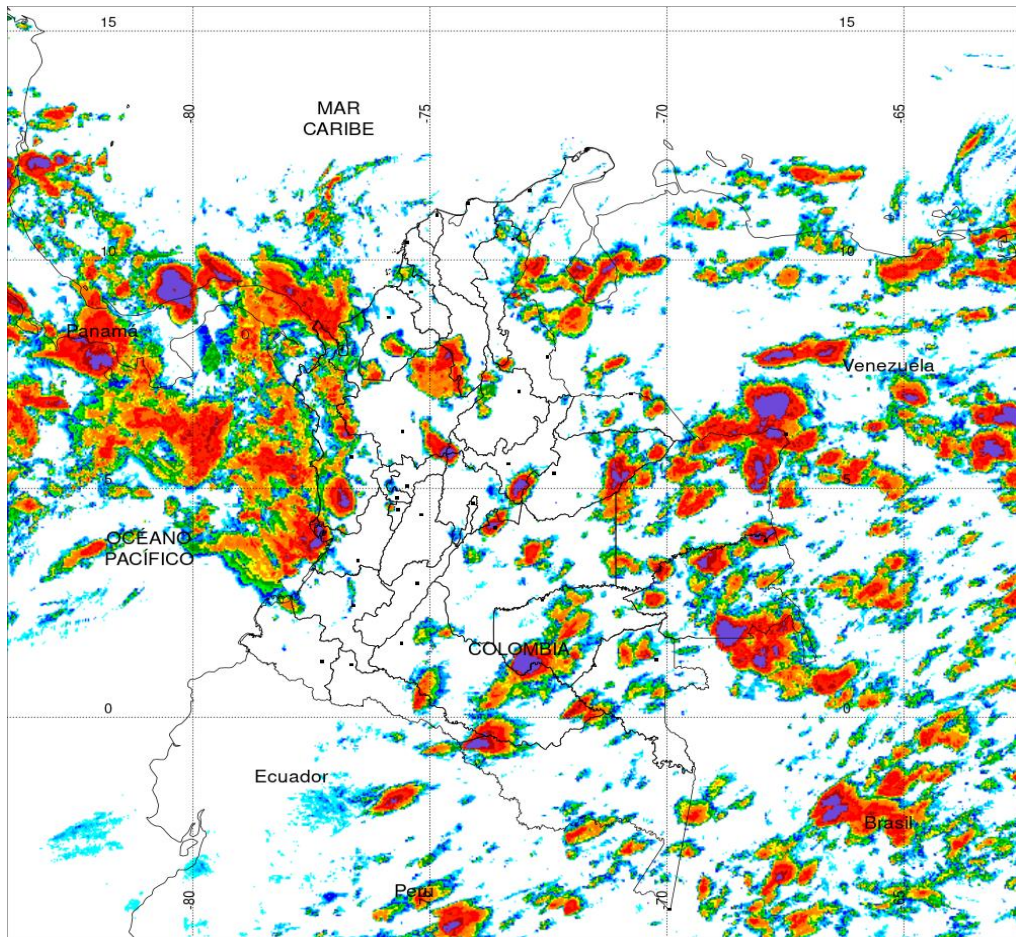 15
15
-80
-75
-70
-65
MAR
CARIBE
10
10
Panamá
Venezuela
5
5
OCÉANO
PACÍFICO
COLOMBIA
0
0
Ecuador
Brasil
Perú
-80
-70